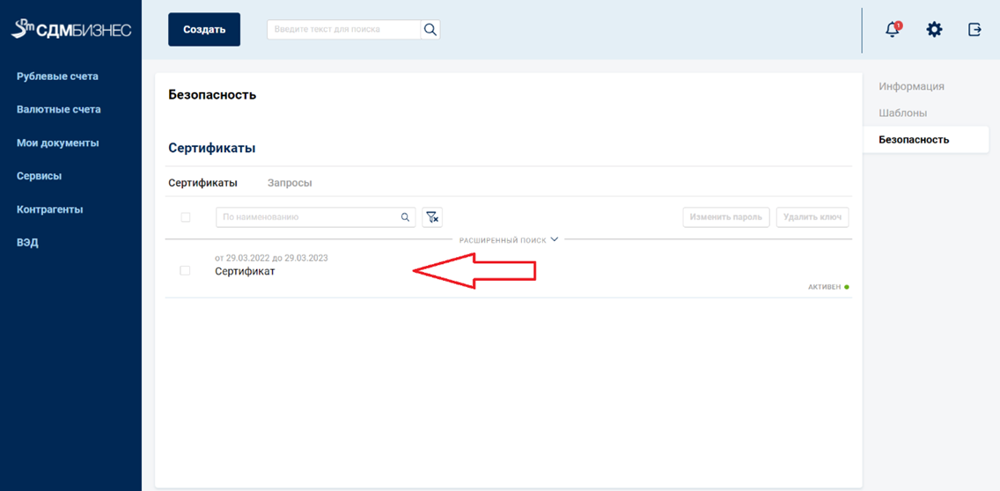 СДМБИЗНЕС
Создать
Введите текст для поиска
1
Рублевые счета
Валютные счета
Мои документы
Сервисы
Контрагенты
ВЭД
Безопасность
Сертификаты
Сертификаты
Запросы
По наименованию
Изменить пароль
Удалить ключ
РАСШИРЕННЫЙ ПОИСК
от 29.03.2022 до 29.03.2023
Сертификат
АКТИВЕН
Информация
Шаблоны
Безопасность